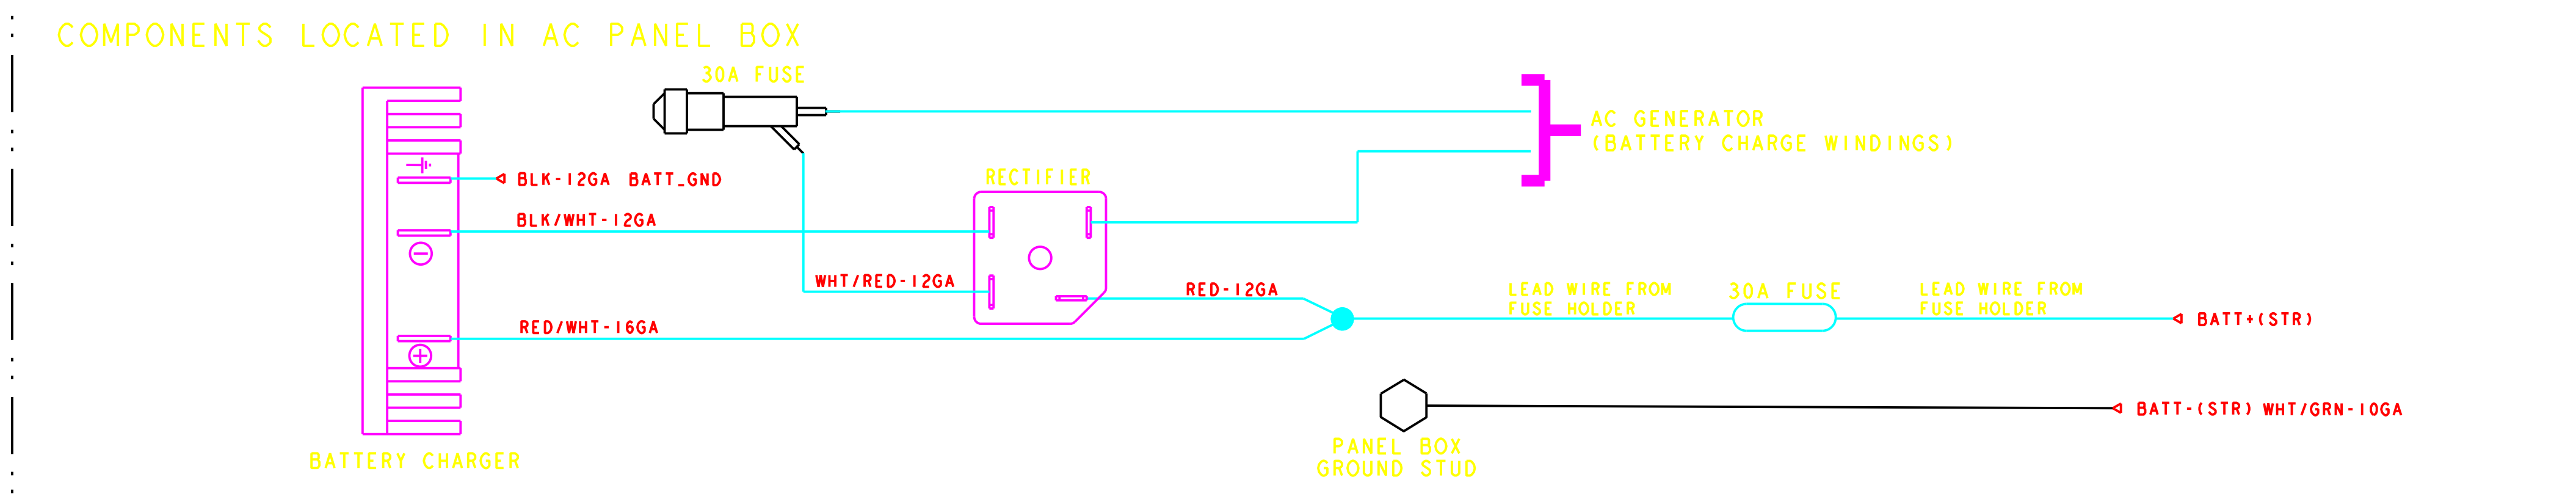 COMPONENTS LOCATED IN AC PANEL BOX
30A FUSE
AC GENERATOR
(BATTERY CHARGE WINDINGS)
RECTIFIER
BLK-12GA BATT_GND
BLK/WHT-12GA
WHT/RED-12GA
RED-12GA
LEAD WIRE FROM
FUSE HOLDER
30A FUSE
LEAD WIRE FROM
FUSE HOLDER
BATT+(STR)
RED/WHT-16GA
BATT-(STR) WHT/GRN-10GA
PANEL BOX
GROUND STUD
BATTERY CHARGER